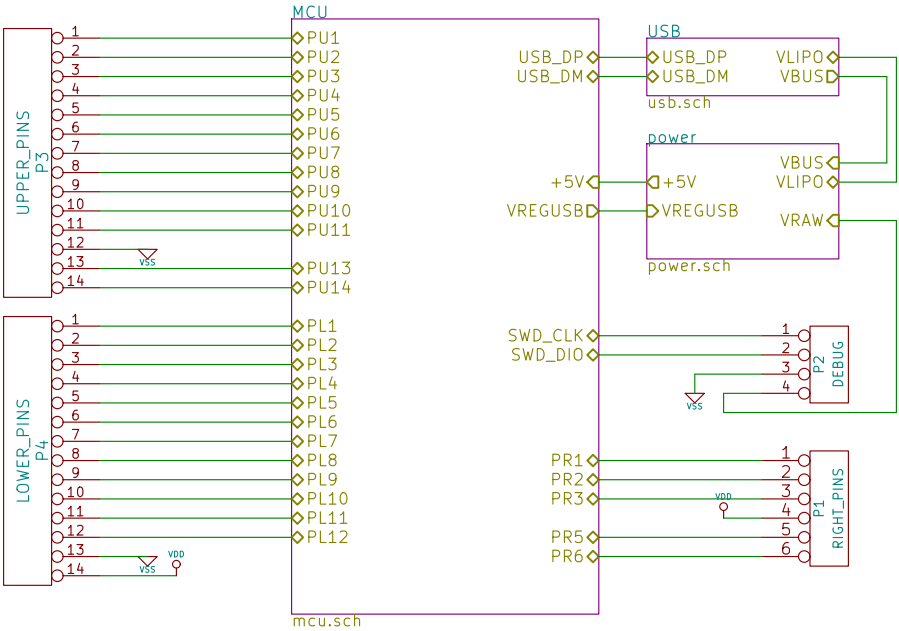 MCU
UPPER_PINS
P3
1
2
3
4
5
6
7
8
9
10
11
12
13
14
VSS
PU1
PU2
PU3
PU4
PU5
PU6
PU7
PU8
PU9
PU10
PU11
PU13
PU14
LOWER_PINS
P4
1
2
3
4
5
6
7
8
9
10
11
12
13
14
VSS
VDD
PL1
PL2
PL3
PL4
PL5
PL6
PL7
PL8
PL9
PL10
PL11
PL12
mcu.sch
USB_DP
USB_DM
+5V
VREGUSB
SWD_CLK
SWD_DIO
PR1
PR2
PR3
PR5
PR6
USB
USB_DP VLIPO
USB_DM VBUS
usb.sch
power
VBUS
+5V VLIPO
VREGUSB
VRAW
power.sch
1
2
3
4
VSS
P2
DEBUG
1
2
3
4
5
6
VDD
P1
RIGHT_PINS